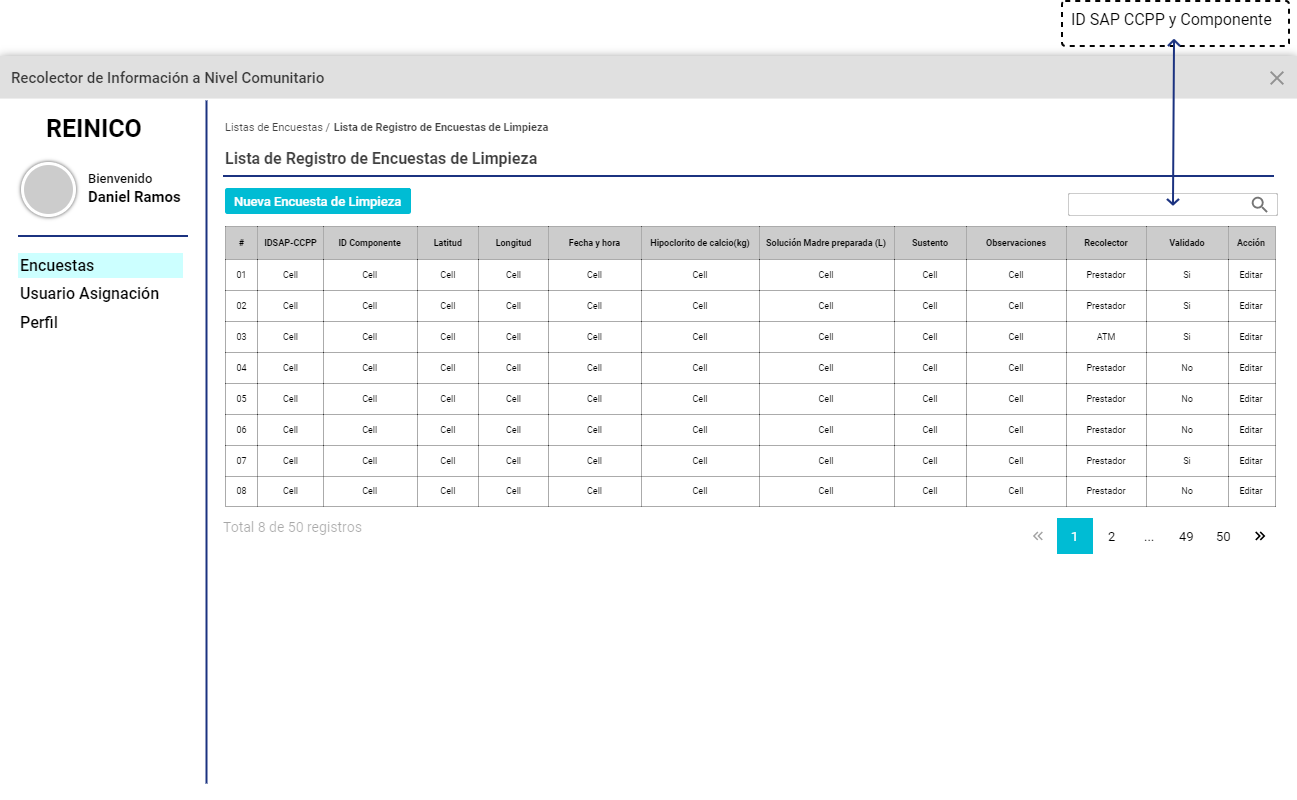 ID SAP CCPP y Componente
Recolector de Información a Nivel Comunitario
REINICO
Bienvenido
Daniel Ramos
Encuestas
Usuario Asignación
Perfil
Listas de Encuestas / Lista de Registro de Encuestas de Limpieza
Lista de Registro de Encuestas de Limpieza
Nueva Encuesta de Limpieza
# IDSAP-CCPP ID Componente Latitud Longitud Fecha y hora Hipoclorito de calcio(kg) Solución Madre preparada (L) Sustento Observaciones Recolector Validado Acción
01 Cell Cell Cell Cell Cell Cell Cell Cell Cell Prestador Si Editar
02 Cell Cell Cell Cell Cell Cell Cell Cell Cell Prestador Si Editar
03 Cell Cell Cell Cell Cell Cell Cell Cell Cell ATM Si Editar
04 Cell Cell Cell Cell Cell Cell Cell Cell Cell Prestador No Editar
05 Cell Cell Cell Cell Cell Cell Cell Cell Cell Prestador No Editar
06 Cell Cell Cell Cell Cell Cell Cell Cell Cell Prestador No Editar
07 Cell Cell Cell Cell Cell Cell Cell Cell Cell Prestador Si Editar
08 Cell Cell Cell Cell Cell Cell Cell Cell Cell Prestador No Editar
Total 8 de 50 registros
« 1 2 ... 49 50 »